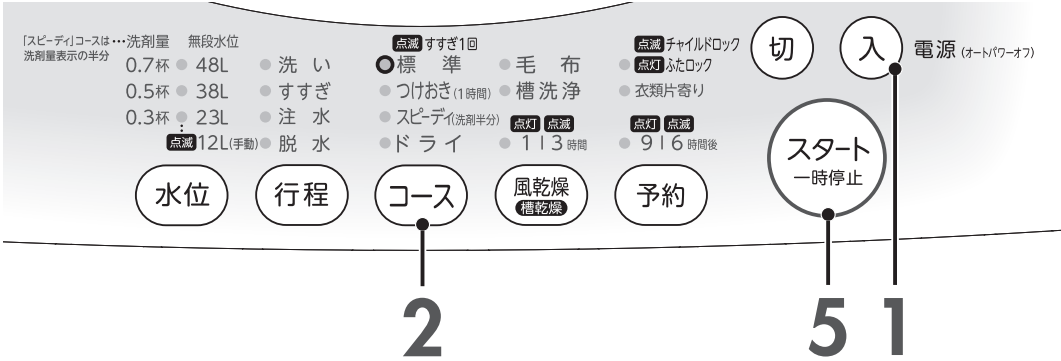 「スピーディ」コースは
洗剤量表示の半分
…洗剤量 無段水位
0.7杯 48L
0.5杯 38L
0.3杯 23L
点滅 12L(手動)
洗い
すすぎ
注水
脱水
点滅 すすぎ1回
標準
つけおき(1時間)
スピーディ(洗剤半分)
ドライ
毛布
槽洗浄
点灯 点滅
1 | 3 時間
点滅 チャイルドロック
点灯 ふたロック
衣類片寄り
点灯 点滅
9 | 6 時間後
切
入
電源(オートパワーオフ)
水位
行程
コース
風乾燥
槽乾燥
予約
スタート
一時停止
2
5
1